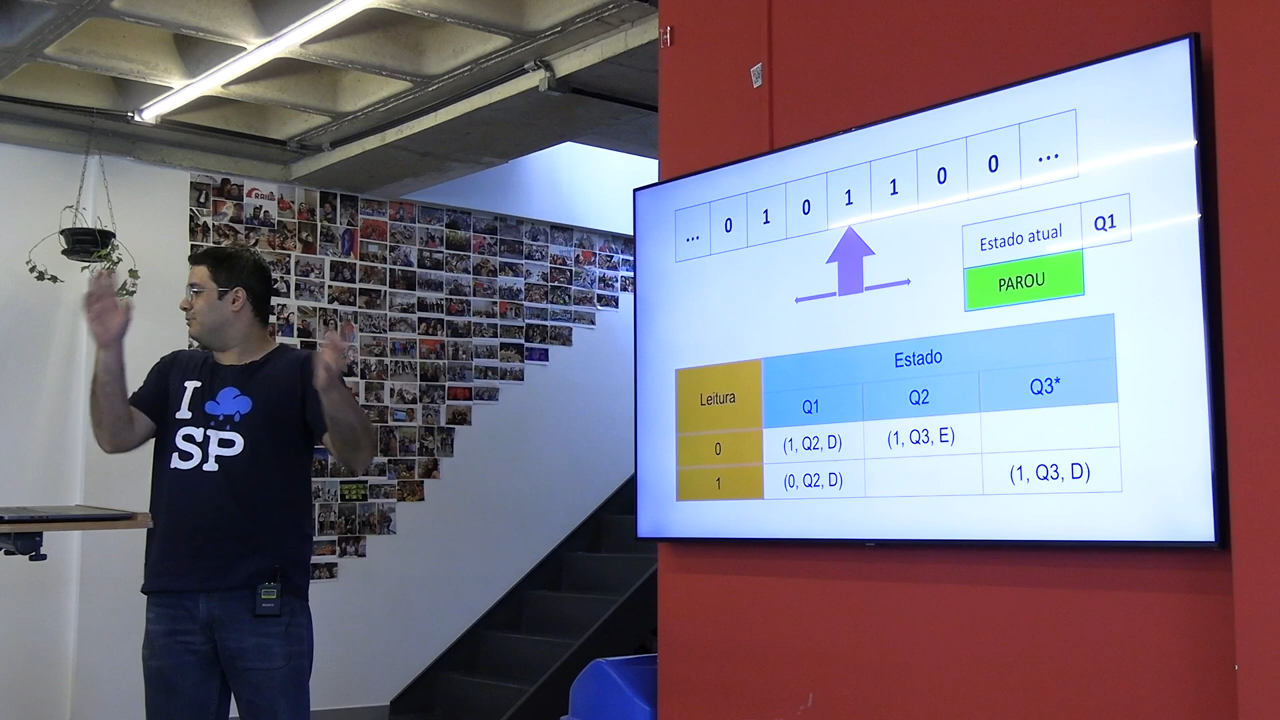 ... 0 1 0 1 1 0 0 ...
Estado atual Q1
PAROU
Leitura Estado
Q1 Q2 Q3*
0 (1, Q2, D) (1, Q3, E)
1 (0, Q2, D) (1, Q3, D)
I
SP